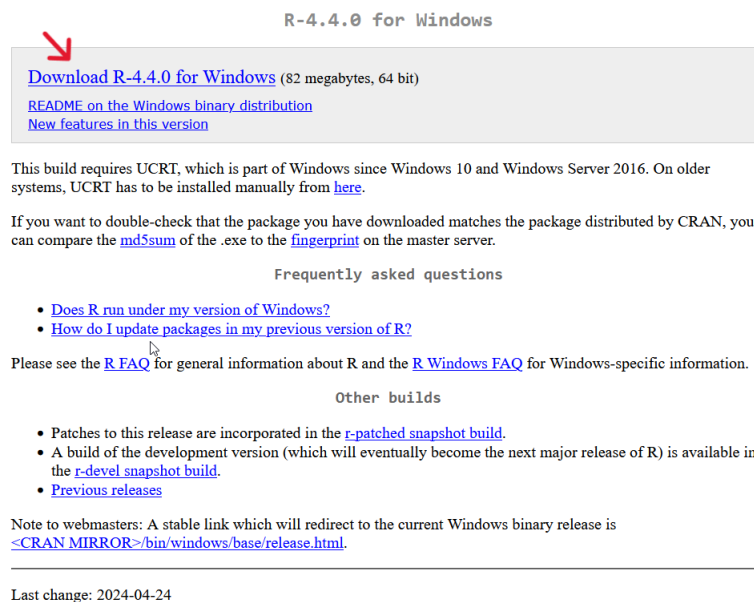 R-4.4.0 for Windows
Download R-4.4.0 for Windows (82 megabytes, 64 bit)
README on the Windows binary distribution
New features in this version
This build requires UCRT, which is part of Windows since Windows 10 and Windows Server 2016. On older
systems, UCRT has to be installed manually from here.
If you want to double-check that the package you have downloaded matches the package distributed by CRAN, you
can compare the md5sum of the .exe to the fingerprint on the master server.
Frequently asked questions
• Does R run under my version of Windows?
• How do I update packages in my previous version of R?
Please see the R FAQ for general information about R and the R Windows FAQ for Windows-specific information.
Other builds
• Patches to this release are incorporated in the r-patched snapshot build.
• A build of the development version (which will eventually become the next major release of R) is available in
the r-devel snapshot build.
• Previous releases
Note to webmasters: A stable link which will redirect to the current Windows binary release is
<CRAN MIRROR>/bin/windows/base/release.html.
Last change: 2024-04-24